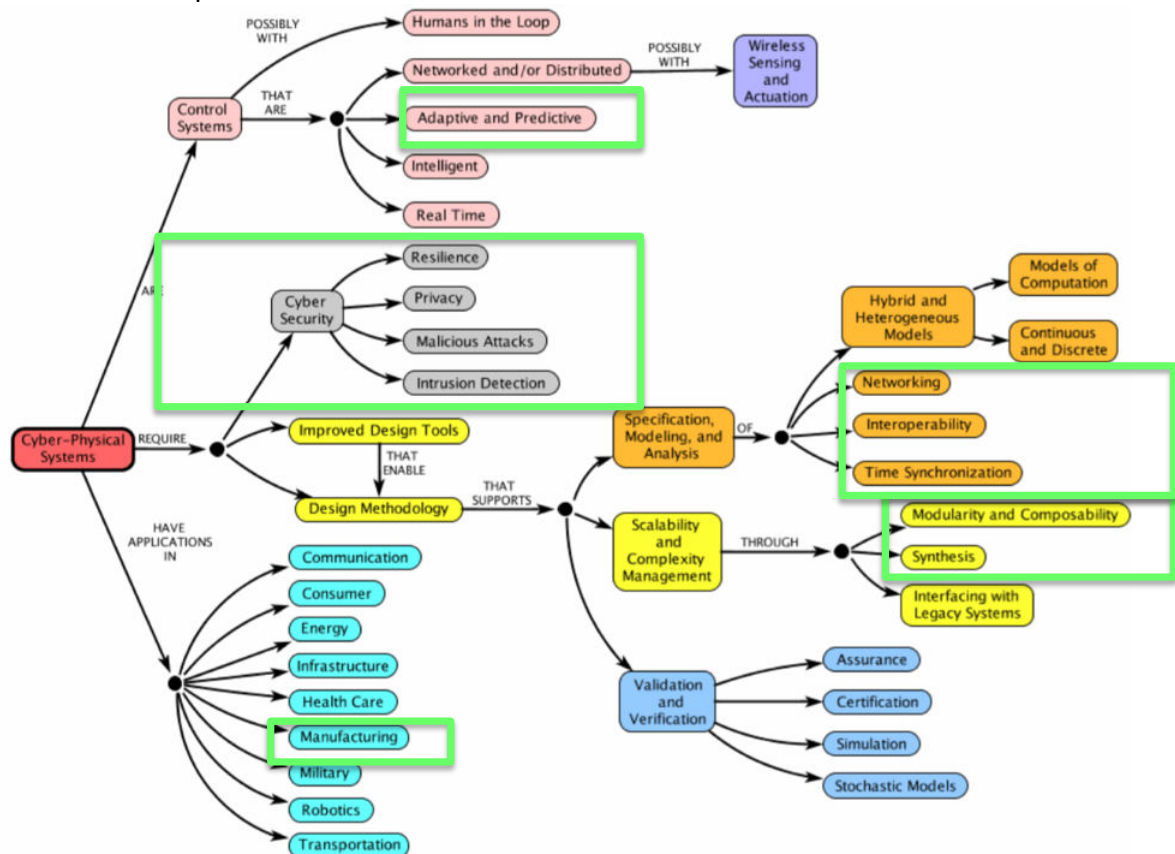 POSSIBLY
WITH
Humans in the Loop
Networked and/or Distributed
POSSIBLY
WITH
Wireless
Sensing
and
Actuation
Control
Systems
THAT
ARE
Adaptive and Predictive
Intelligent
Real Time
ARE
Cyber
Security
Resilience
Privacy
Malicious Attacks
Intrusion Detection
Cyber-Physical
Systems
REQUIRE
Improved Design Tools
THAT
ENABLE
Design Methodology
THAT
SUPPORTS
Specification,
Modeling, and
Analysis
OF
Hybrid and
Heterogeneous
Models
Models of
Computation
Continuous
and Discrete
Networking
Interoperability
Time Synchronization
Scalability
and
Complexity
Management
THROUGH
Modularity and Composability
Synthesis
Interfacing with
Legacy Systems
Validation
and
Verification
Assurance
Certification
Simulation
Stochastic Models
HAVE
APPLICATIONS
IN
Communication
Consumer
Energy
Infrastructure
Health Care
Manufacturing
Military
Robotics
Transportation